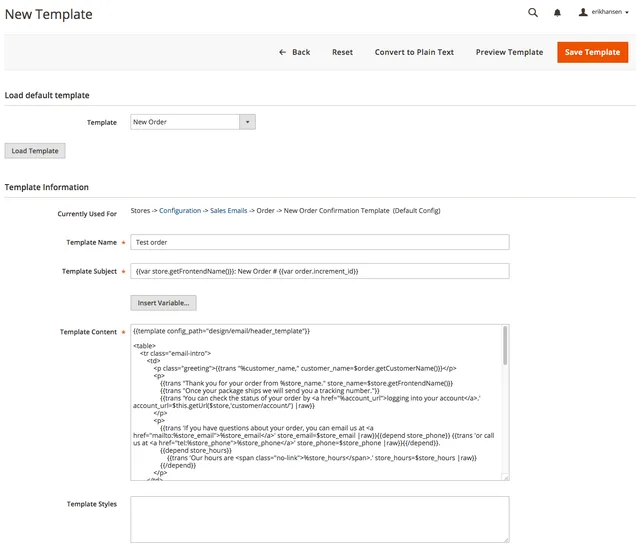 New Template
erikhansen
Back Reset Convert to Plain Text Preview Template Save Template
Load default template
Template New Order
Load Template
Template Information
Currently Used For Stores -> Configuration -> Sales Emails -> Order -> New Order Confirmation Template (Default Config)
Template Name * Test order
Template Subject * {{var store.getFrontendName()}}: New Order # {{var order.increment_id}}
Insert Variable...
Template Content * {{template config_path="design/email/header_template"}}
<table>
<tr class="email-intro">
<td>
<p class="greeting">{{trans "%customer_name," customer_name=$order.getCustomerName()}}</p>
<p>
{{trans "Thank you for your order from %store_name." store_name=$store.getFrontendName()}}
{{trans "Once your package ships we will send you a tracking number."}}
{{trans 'You can check the status of your order by <a href="%account_url">logging into your account</a>.'
account_url=$this.getUrl($store,'customer/account/') |raw}}
</p>
<p>
{{trans 'If you have questions about your order, you can email us at <a
href="mailto:%store_email">%store_email</a>' store_email=$store_email |raw}}{{depend store_phone}} {{trans 'or call
us at <a href="tel:%store_phone">%store_phone</a>' store_phone=$store_phone |raw}}{{/depend}}.
{{depend store_hours}}
{{trans 'Our hours are <span class="no-link">%store_hours</span>.' store_hours=$store_hours |raw}}
{{/depend}}
</p>
</td>
Template Styles